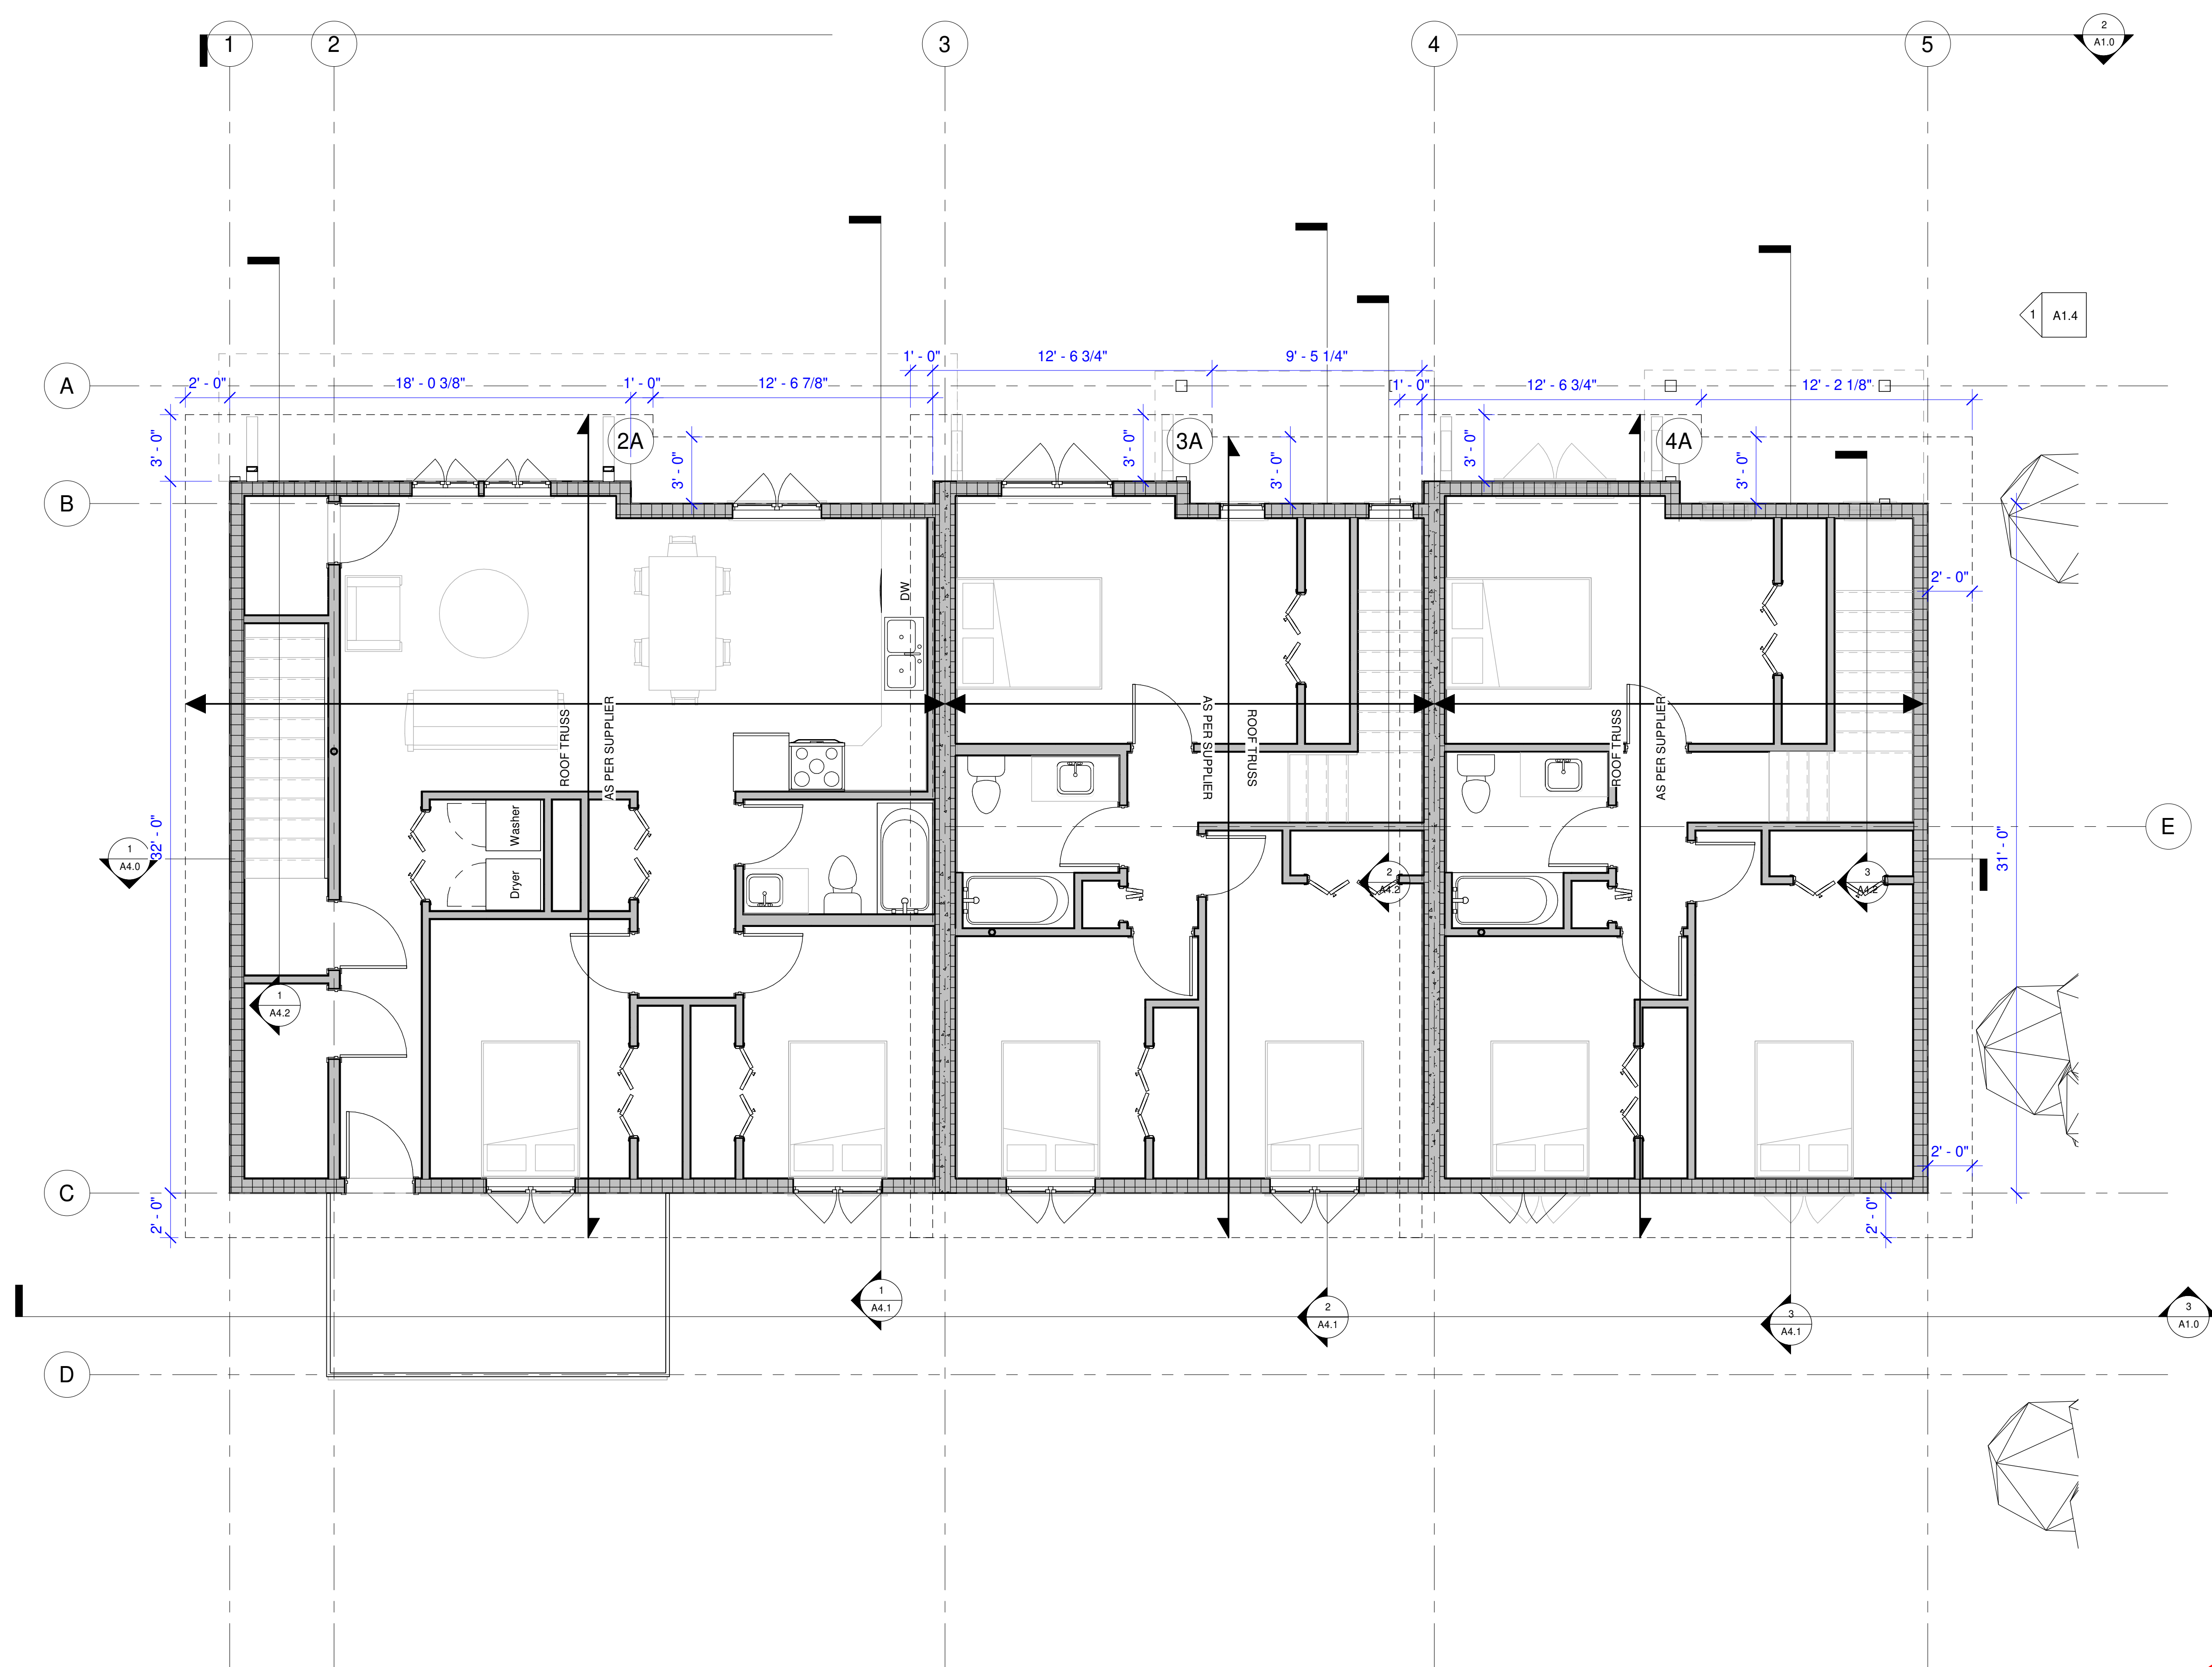 1
2
3
4
5
2
A1.0
1
A1.4
1' - 0"
12' - 6 3/4"
9' - 5 1/4"
A
2' - 0"
18' - 0 3/8"
1' - 0"
12' - 6 7/8"
1' - 0"
12' - 6 3/4"
12' - 2 1/8"
2A
3A
4A
3' - 0"
3' - 0"
3' - 0"
3' - 0"
3' - 0"
3' - 0"
B
2' - 0"
DW
ROOF TRUSS
AS PER SUPPLIER
AS PER SUPPLIER
ROOF TRUSS
ROOF TRUSS
AS PER SUPPLIER
Washer
Dryer
E
32' - 0"
31' - 0"
1
A4.0
2
A4.2
3
A4.2
1
A4.2
2' - 0"
C
2' - 0"
2' - 0"
1
A4.1
2
A4.1
3
A4.1
3
A1.0
D